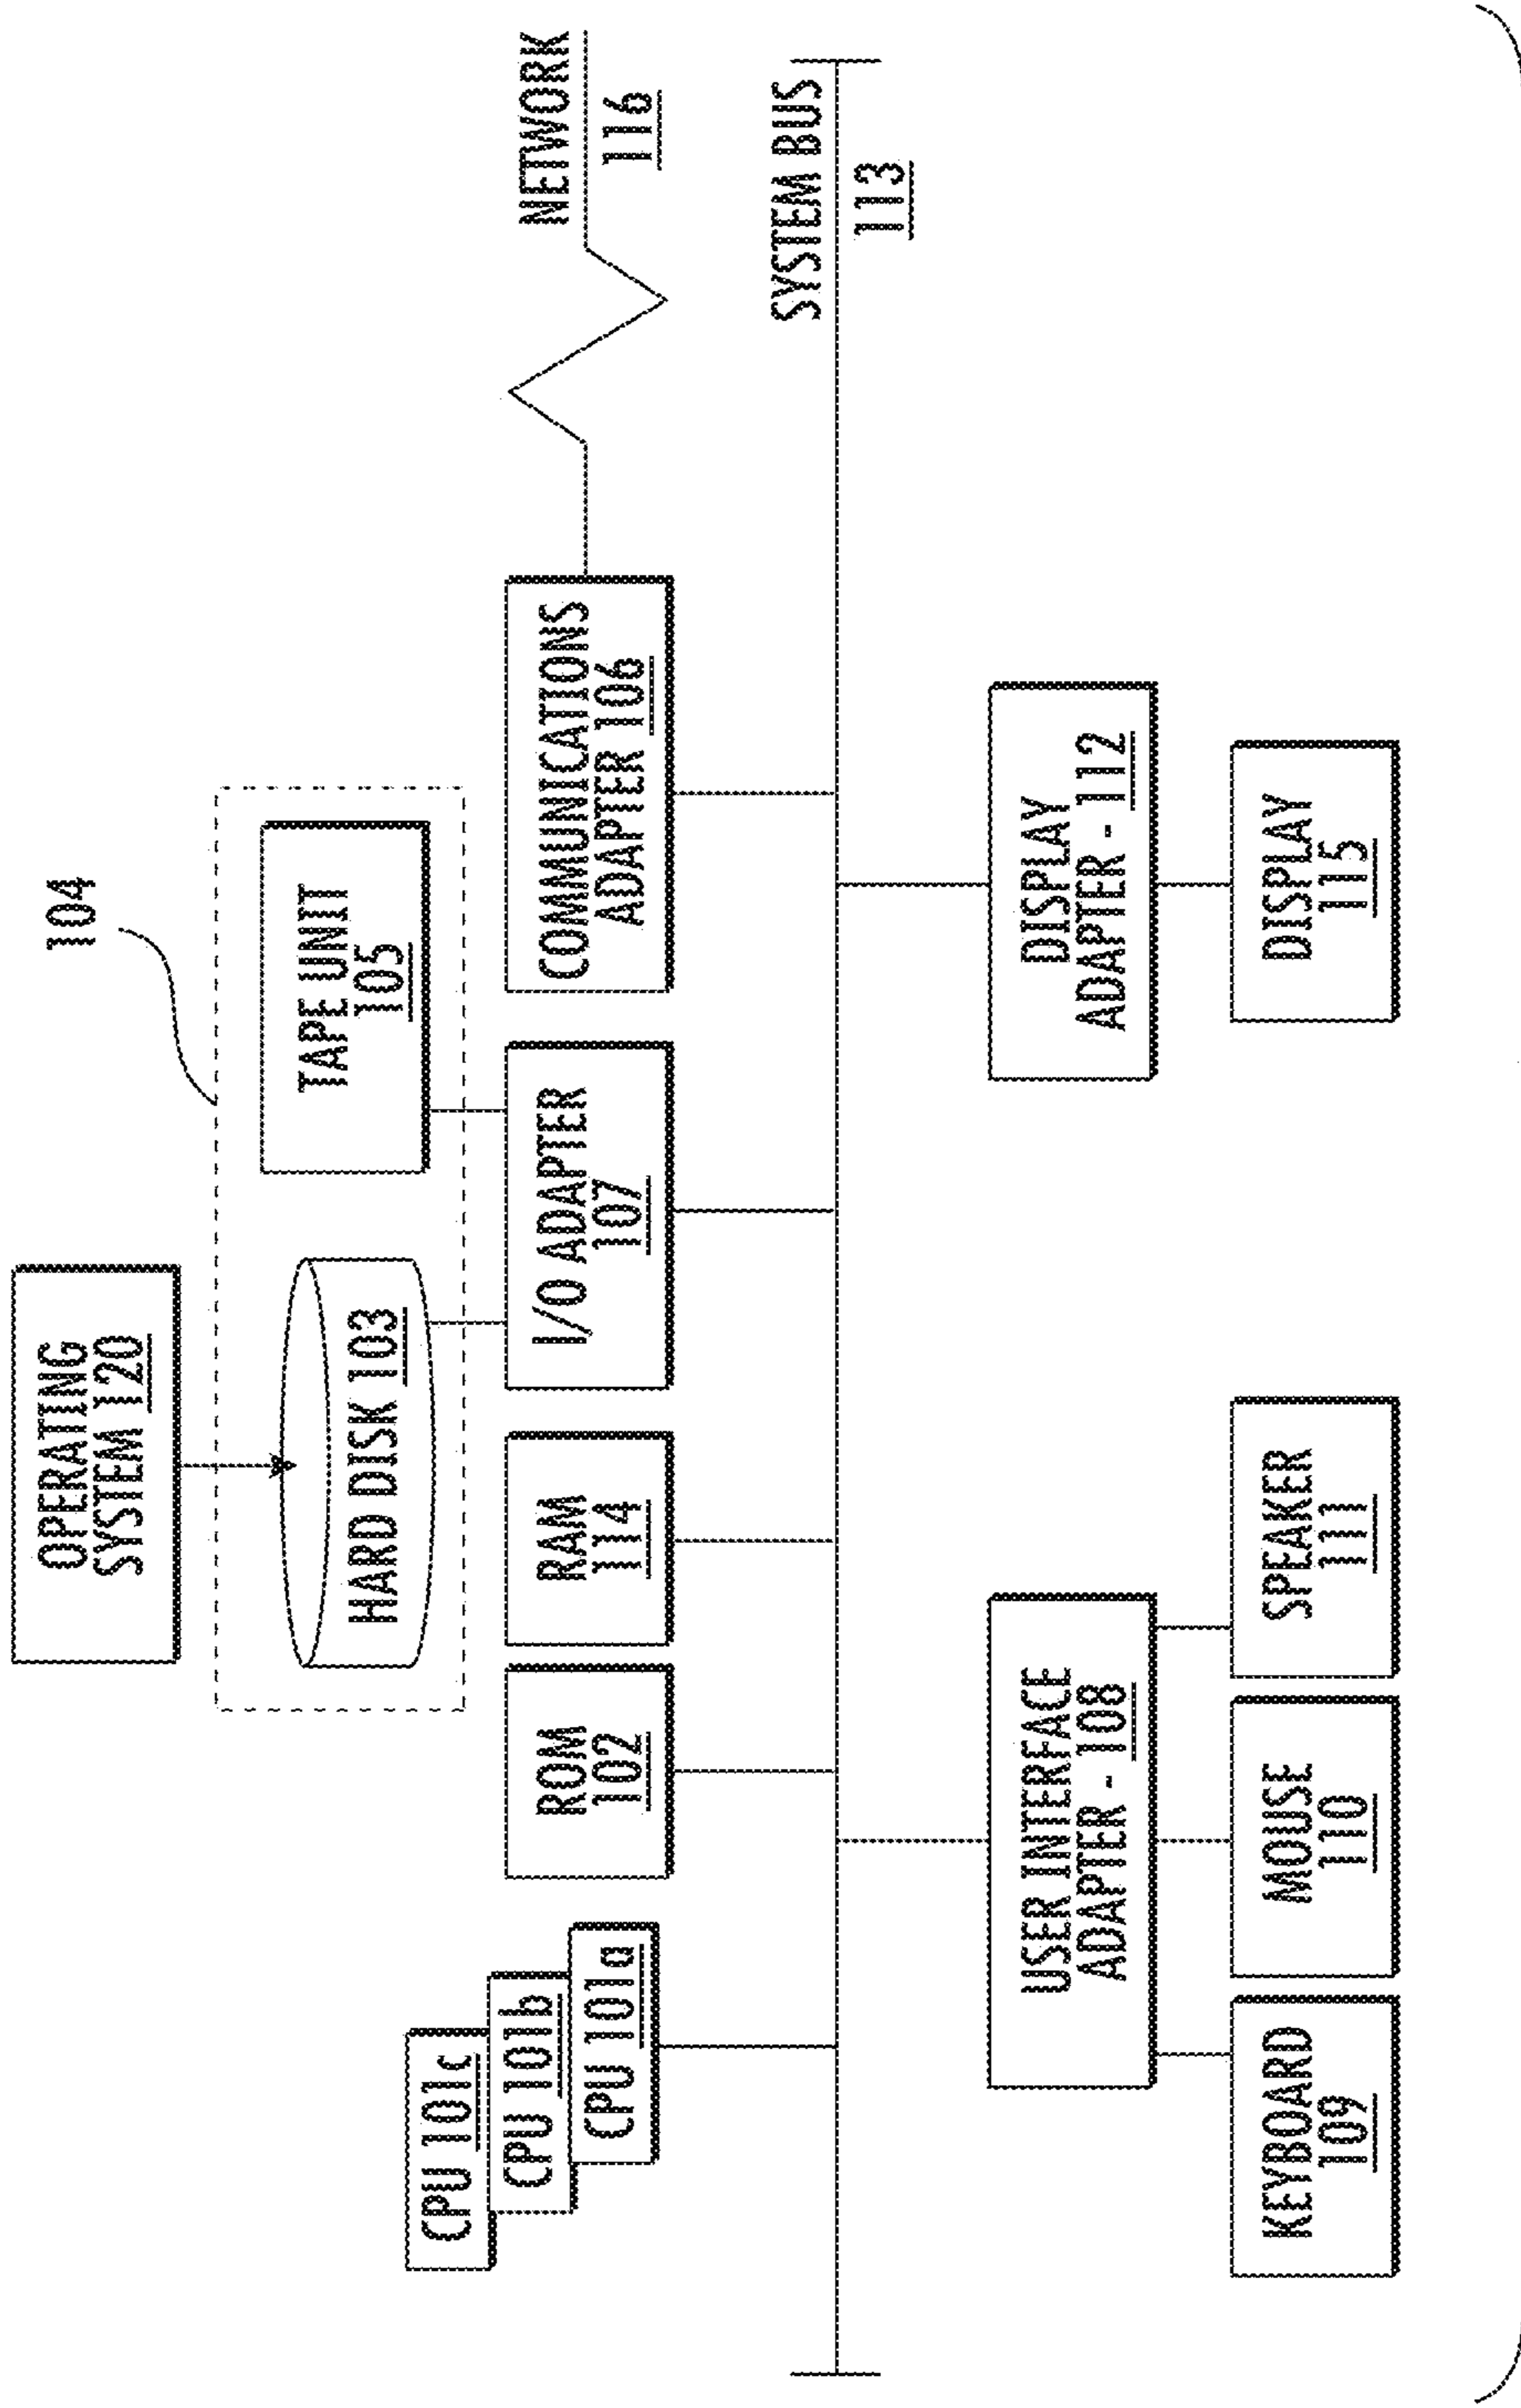 OPERATING
SYSTEM 120
104
HARD DISK 103
TAPE UNIT
105
CPU 101c
CPU 101b
CPU 101a
ROM
102
RAM
114
I/O ADAPTER
107
COMMUNICATIONS
ADAPTER 106
NETWORK
116
SYSTEM BUS
113
USER INTERFACE
ADAPTER - 108
DISPLAY
ADAPTER - 112
KEYBOARD
109
MOUSE
110
SPEAKER
111
DISPLAY
115